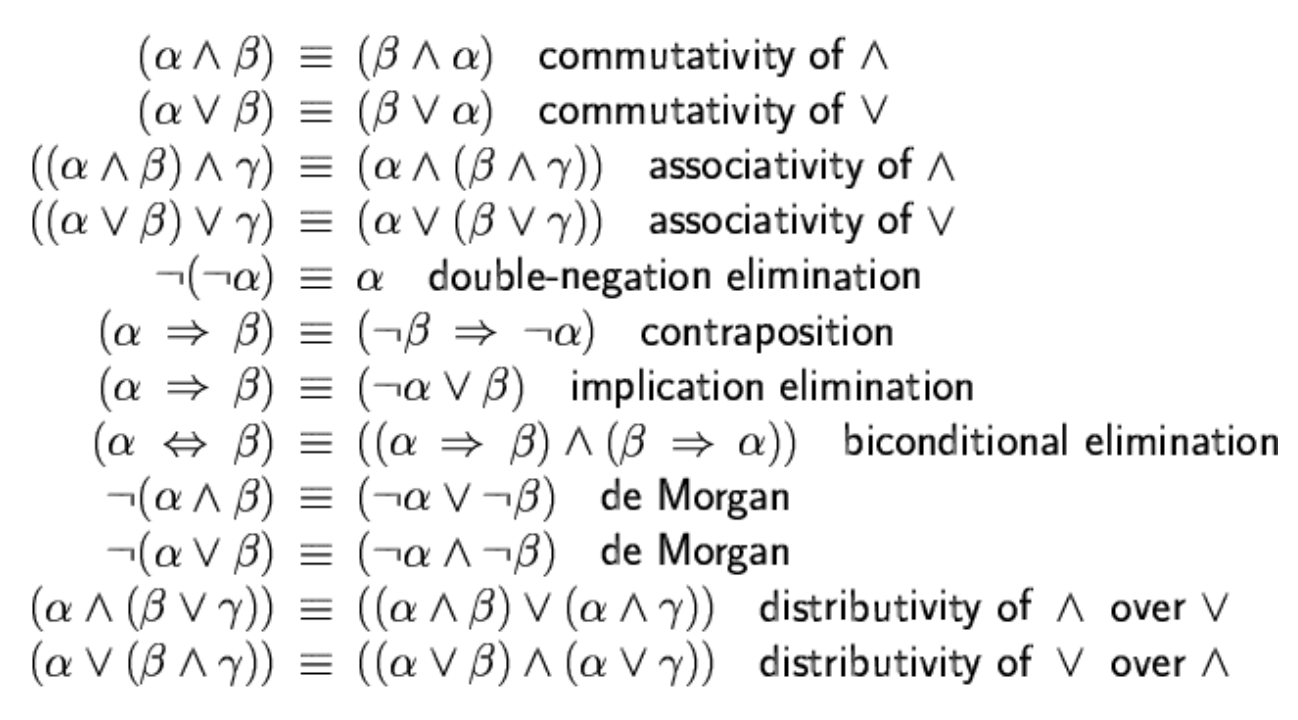 (α ∧ β) ≡ (β ∧ α) commutativity of ∧
(α ∨ β) ≡ (β ∨ α) commutativity of ∨
((α ∧ β) ∧ γ) ≡ (α ∧ (β ∧ γ)) associativity of ∧
((α ∨ β) ∨ γ) ≡ (α ∨ (β ∨ γ)) associativity of ∨
¬(¬α) ≡ α double-negation elimination
(α ⇒ β) ≡ (¬β ⇒ ¬α) contraposition
(α ⇒ β) ≡ (¬α ∨ β) implication elimination
(α ⇔ β) ≡ ((α ⇒ β) ∧ (β ⇒ α)) biconditional elimination
¬(α ∧ β) ≡ (¬α ∨ ¬β) de Morgan
¬(α ∨ β) ≡ (¬α ∧ ¬β) de Morgan
(α ∧ (β ∨ γ)) ≡ ((α ∧ β) ∨ (α ∧ γ)) distributivity of ∧ over ∨
(α ∨ (β ∧ γ)) ≡ ((α ∨ β) ∧ (α ∨ γ)) distributivity of ∨ over ∧